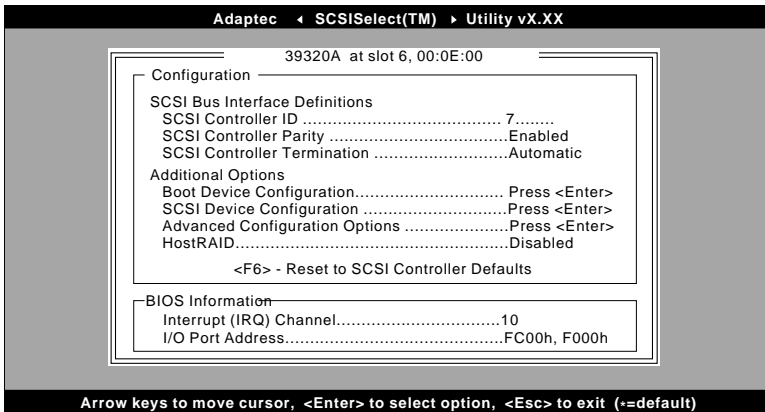 Adaptec ◂ SCSISelect(TM) ▸ Utility vX.XX
39320A at slot 6, 00:0E:00
Configuration
SCSI Bus Interface Definitions
SCSI Controller ID ...................................... 7........
SCSI Controller Parity ..................................Enabled
SCSI Controller Termination ..........................Automatic
Additional Options
Boot Device Configuration............................. Press <Enter>
SCSI Device Configuration ............................Press <Enter>
Advanced Configuration Options ....................Press <Enter>
HostRAID.....................................................Disabled
<F6> - Reset to SCSI Controller Defaults
BIOS Information
Interrupt (IRQ) Channel................................10
I/O Port Address...........................................FC00h, F000h
Arrow keys to move cursor, <Enter> to select option, <Esc> to exit (*=default)